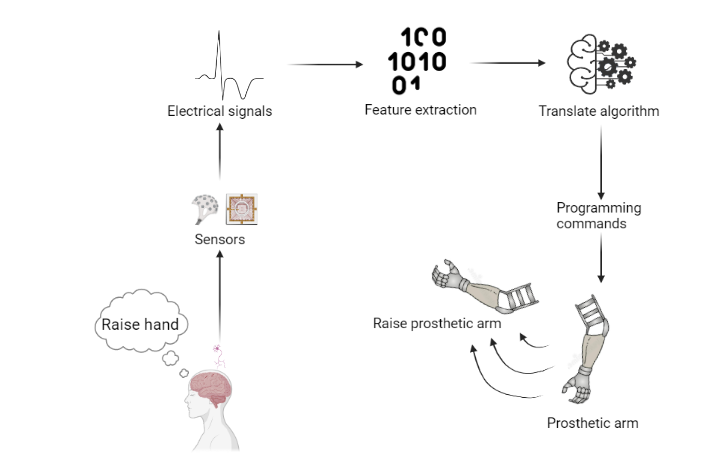 100
1010
01
Electrical signals
Feature extraction
Translate algorithm
Programming
commands
Sensors
Raise hand
Raise prosthetic arm
Prosthetic arm